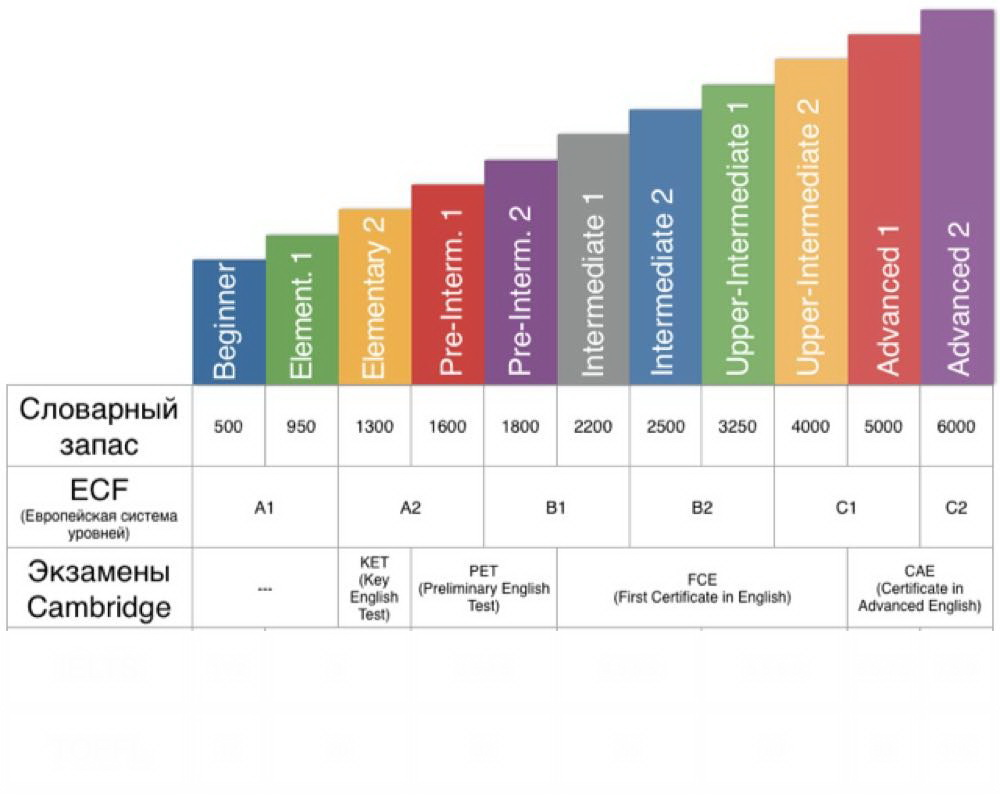 Beginner
Element. 1
Elementary 2
Pre-Interm. 1
Pre-Interm. 2
Intermediate 1
Intermediate 2
Upper-Intermediate 1
Upper-Intermediate 2
Advanced 1
Advanced 2
Словарный
запас
500
950
1300
1600
1800
2200
2500
3250
4000
5000
6000
ECF
(Европейская система
уровней)
A1
A2
B1
B2
C1
C2
Экзамены
Cambridge
---
KET
(Key
English
Test)
PET
(Preliminary English
Test)
FCE
(First Certificate in English)
CAE
(Certificate in
Advanced English)